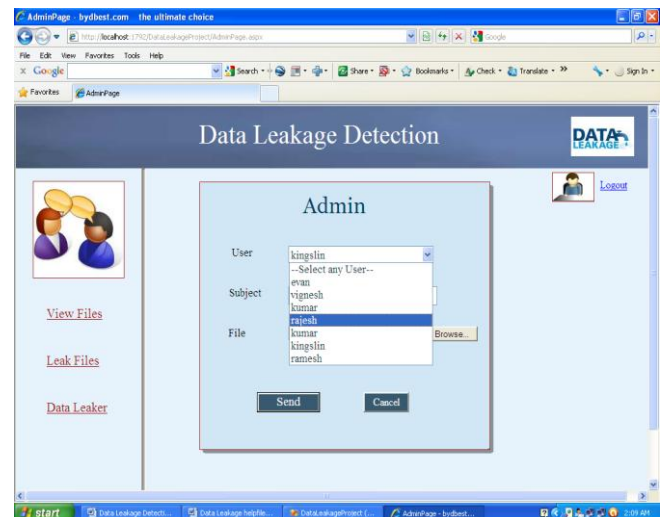 AdminPage - bydbest.com the ultimate choice
http://localhost:1792/DataLeakageProject/AdminPage.aspx
Google
File Edit View Favorites Tools Help
x Google
Search
Share
Bookmarks
Check
Translate
Sign In
Favorites
AdminPage
Data Leakage Detection
DATA
LEAKAGE
Logout
Admin
User
kingslin
--Select any User--
evan
Subject
vignesh
kumar
rajesh
File
kumar
Browse...
kingslin
ramesh
View Files
Leak Files
Data Leaker
Send
Cancel
start
Data Leakage Detecti...
Data Leakage helpfile...
DataLeakageProject (...
AdminPage - bydbest...
2:09 AM